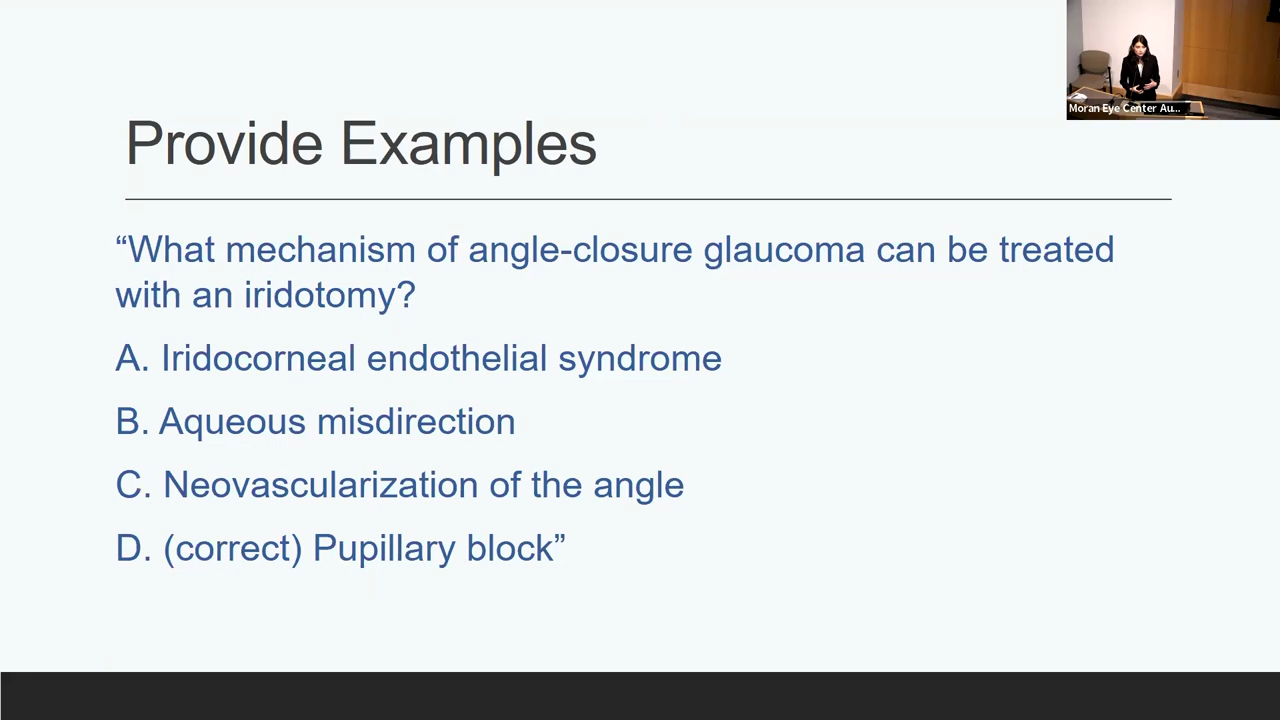 Moran Eye Center Au...
Provide Examples
“What mechanism of angle-closure glaucoma can be treated
with an iridotomy?
A. Iridocorneal endothelial syndrome
B. Aqueous misdirection
C. Neovascularization of the angle
D. (correct) Pupillary block”